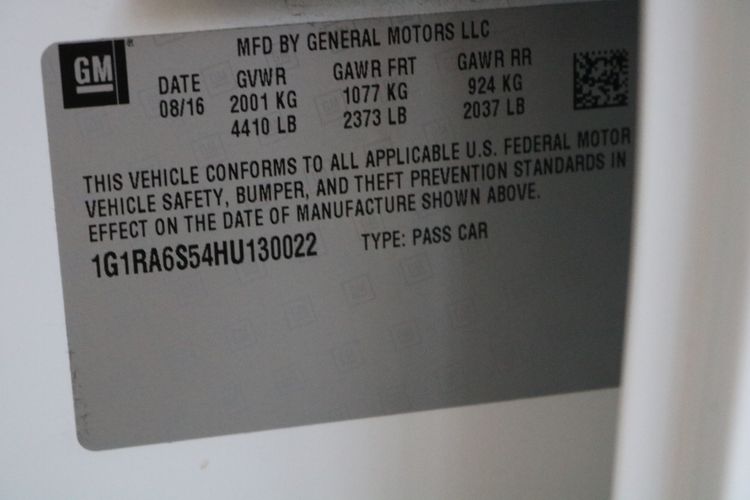 GM
MFD BY GENERAL MOTORS LLC
DATE GVWR GAWR FRT GAWR RR
08/16 2001 KG 1077 KG 924 KG
4410 LB 2373 LB 2037 LB
THIS VEHICLE CONFORMS TO ALL APPLICABLE U.S. FEDERAL MOTOR
VEHICLE SAFETY, BUMPER, AND THEFT PREVENTION STANDARDS IN
EFFECT ON THE DATE OF MANUFACTURE SHOWN ABOVE.
1G1RA6S54HU130022 TYPE: PASS CAR